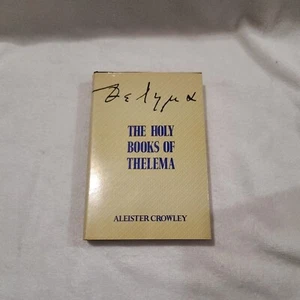 θελημα
THE HOLY
BOOKS OF
THELEMA
ALEISTER CROWLEY